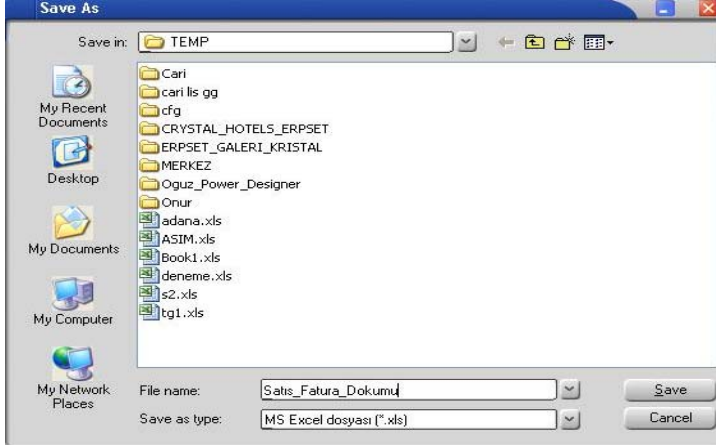 Save As
Save in: TEMP
My Recent Documents
Desktop
My Documents
My Computer
My Network Places
Cari
cari lis gg
cfg
CRYSTAL_HOTELS_ERPSET
ERPSET_GALERI_KRISTAL
MERKEZ
Oguz_Power_Designer
Onur
adana.xls
ASIM.xls
Book1.xls
deneme.xls
s2.xls
tg1.xls
File name: Satıs_Fatura_Dokumu Save
Save as type: MS Excel dosyası (*.xls) Cancel